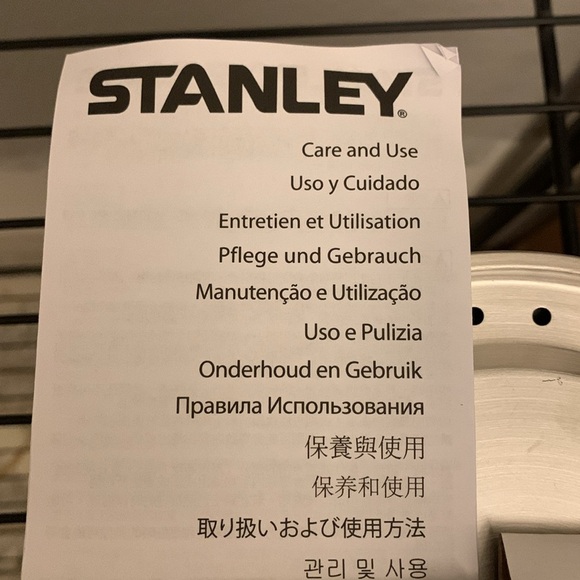 STANLEY®
Care and Use
Uso y Cuidado
Entretien et Utilisation
Pflege und Gebrauch
Manutenção e Utilização
Uso e Pulizia
Onderhoud en Gebruik
Правила Использования
保養與使用
保养和使用
取り扱いおよび使用方法
관리 및 사용